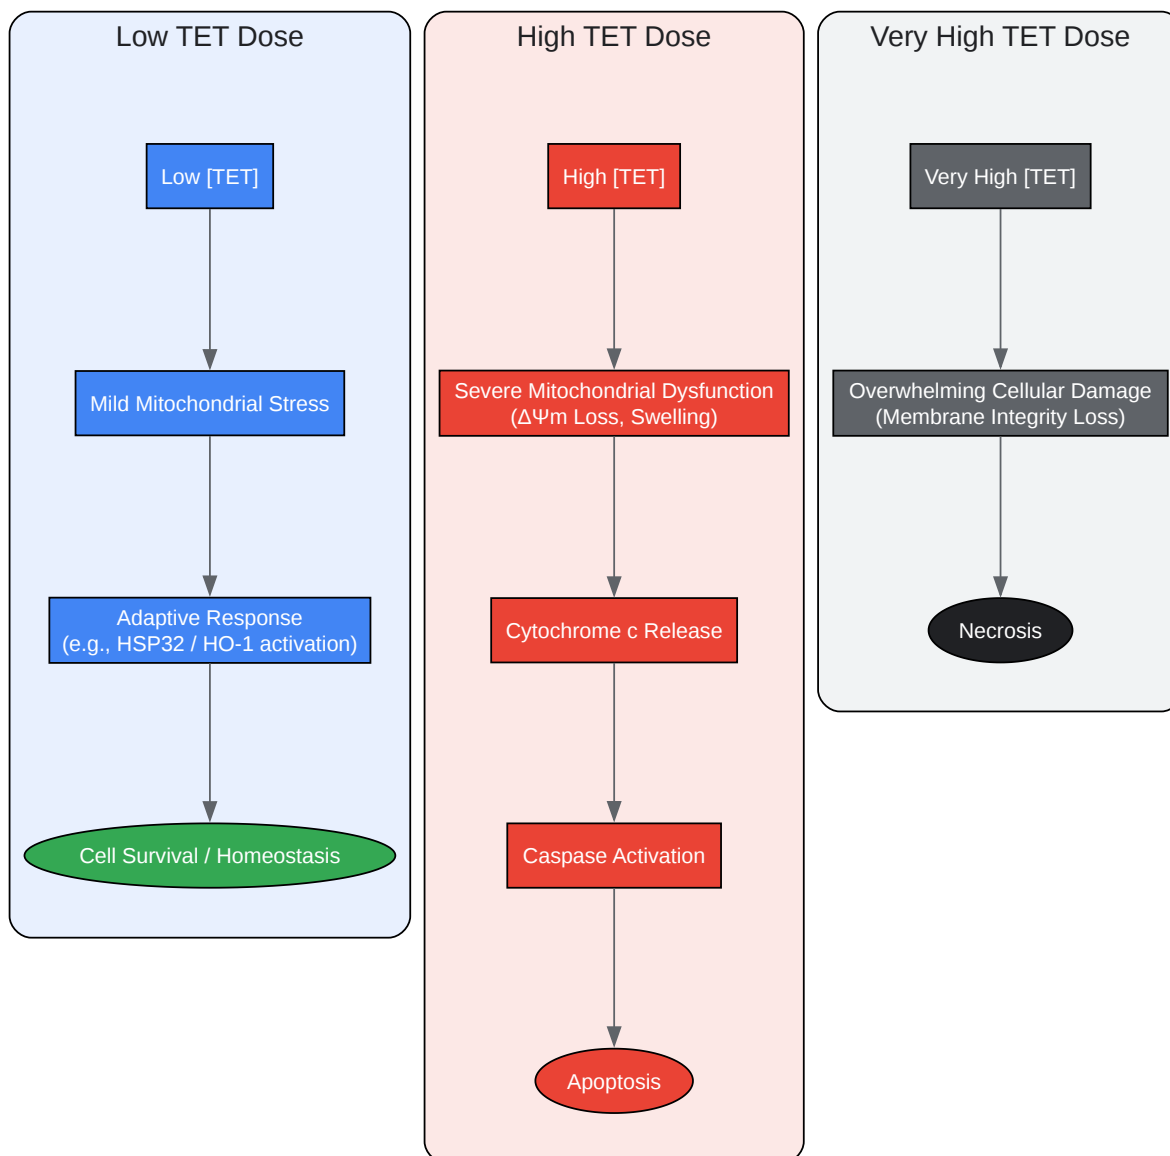 Low TET Dose
Low [TET]
Mild Mitochondrial Stress
Adaptive Response
(e.g., HSP32 / HO-1 activation)
Cell Survival / Homeostasis
High TET Dose
High [TET]
Severe Mitochondrial Dysfunction
(ΔΨm Loss, Swelling)
Cytochrome c Release
Caspase Activation
Apoptosis
Very High TET Dose
Very High [TET]
Overwhelming Cellular Damage
(Membrane Integrity Loss)
Necrosis